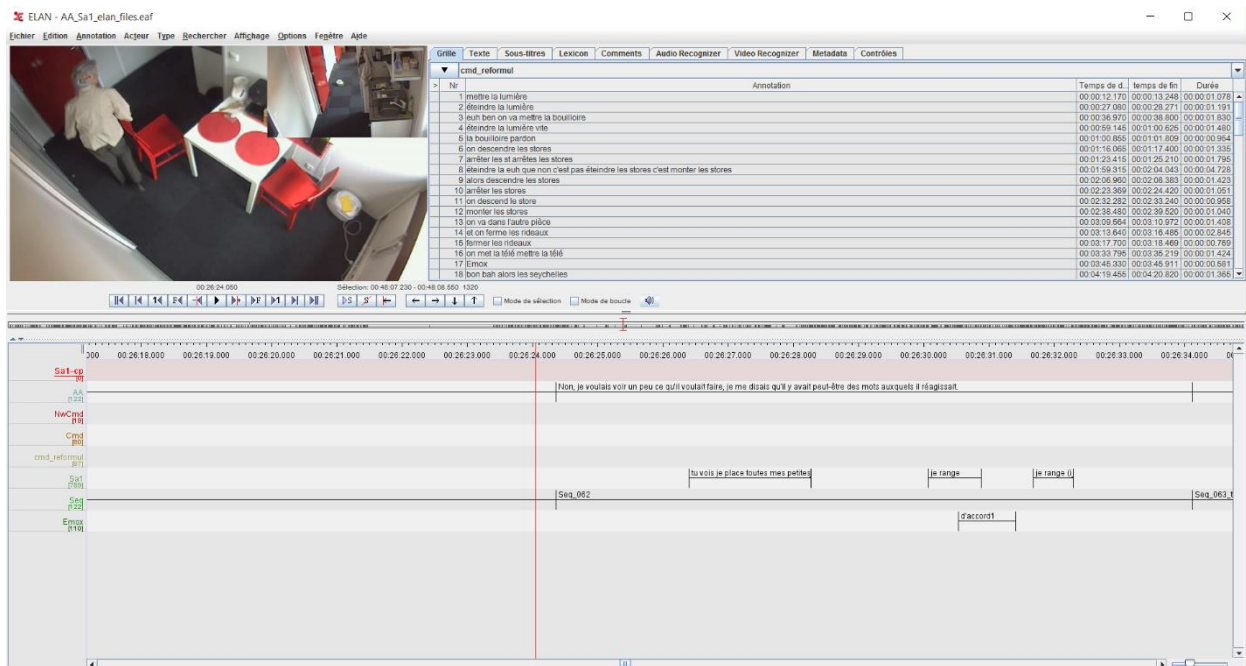 ELAN - AA_Sa1_elan_files.eaf
Fichier Edition Annotation Acteur Type Rechercher Affichage Options Fenêtre Aide
Grille Texte Sous-titres Lexicon Comments Audio Recognizer Video Recognizer Metadata Contrôles
cmd_reformul
> Nr Annotation Temps de d... temps de fin Durée
1 mettre la lumière 00:00:12.170 00:00:13.248 00:00:01.078
2 éteindre la lumière 00:00:27.080 00:00:28.271 00:00:01.191
3 euh ben on va mettre la bouilloire 00:00:36.970 00:00:38.800 00:00:01.830
4 éteindre la lumière vite 00:00:59.145 00:01:00.625 00:00:01.480
5 la bouilloire pardon 00:01:00.855 00:01:01.809 00:00:00.954
6 on descendre les stores 00:01:16.065 00:01:17.400 00:00:01.335
7 arrêter les st arrêtes les stores 00:01:23.415 00:01:25.210 00:00:01.795
8 éteindre la euh que non c'est pas éteindre les stores c'est monter les stores 00:01:59.315 00:02:04.043 00:00:04.728
9 alors descendre les stores 00:02:06.960 00:02:08.383 00:00:01.423
10 arrêter les stores 00:02:23.369 00:02:24.420 00:00:01.051
11 on descend le store 00:02:32.282 00:02:33.240 00:00:00.958
12 monter les stores 00:02:38.480 00:02:39.520 00:00:01.040
13 on va dans l'autre pièce 00:03:09.564 00:03:10.972 00:00:01.408
14 et on ferme les rideaux 00:03:13.640 00:03:16.485 00:00:02.845
15 fermer les rideaux 00:03:17.700 00:03:18.469 00:00:00.769
16 on met la télé mettre la télé 00:03:33.795 00:03:35.219 00:00:01.424
17 Emox 00:03:45.330 00:03:45.911 00:00:00.581
18 bon bah alors les seychelles 00:04:19.455 00:04:20.820 00:00:01.365
00:26:24.050 Sélection: 00:48:07.230 - 00:48:08.550 1320
Mode de sélection Mode de boucle
300 00:26:18.000 00:26:19.000 00:26:20.000 00:26:21.000 00:26:22.000 00:26:23.000 00:26:24.000 00:26:25.000 00:26:26.000 00:26:27.000 00:26:28.000 00:26:29.000 00:26:30.000 00:26:31.000 00:26:32.000 00:26:33.000 00:26:34.000
Sa1-cp
[0]
AA Non, je voulais voir un peu ce qu'il voulait faire, je me disais qu'il y avait peut-être des mots auxquels il réagissait.
[122]
NwCmd
[19]
Cmd
[80]
cmd_reformul
[87]
Sa1 tu vois je place toutes mes petites je range je range (i)
[789]
Seq Seq_062 Seq_063_t
[122]
Emox d'accord1
[110]